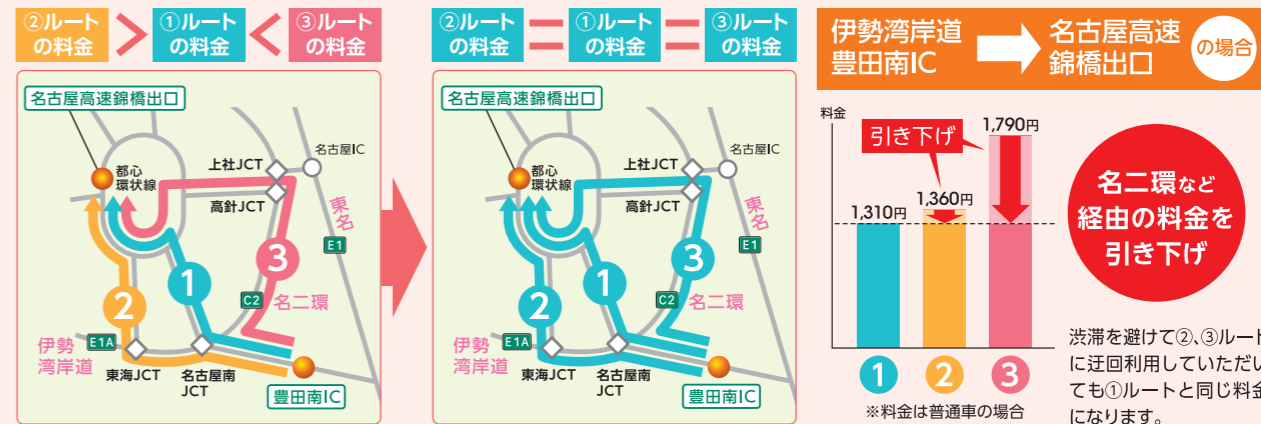 ②ルート
の料金
>
①ルート
の料金
<
③ルート
の料金
名古屋高速錦橋出口
都心
環状線
上社JCT
名古屋IC
高針JCT
東名
E1
3
1
2
C2
名二環
伊勢
湾岸道
E1A
東海JCT
名古屋南
JCT
豊田南IC
②ルート
の料金
=
①ルート
の料金
=
③ルート
の料金
名古屋高速錦橋出口
都心
環状線
上社JCT
名古屋IC
高針JCT
東名
E1
3
1
2
C2
名二環
伊勢
湾岸道
E1A
東海JCT
名古屋南
JCT
豊田南IC
伊勢湾岸道
豊田南IC
名古屋高速
錦橋出口
の場合
料金
引き下げ
1,790円
1,360円
1,310円
1
2
3
※料金は普通車の場合
名二環など
経由の料金を
引き下げ
渋滞を避けて②、③ルート
に迂回利用していただい
ても①ルートと同じ料金
になります。